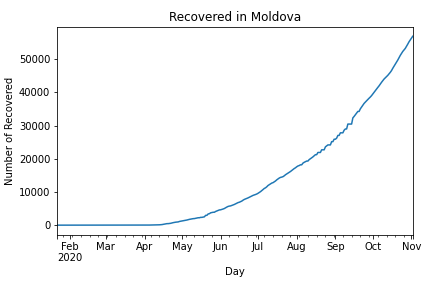 Recovered in Moldova
Number of Recovered
50000
40000
30000
20000
10000
0
Feb Mar Apr May Jun Jul Aug Sep Oct Nov
2020
Day